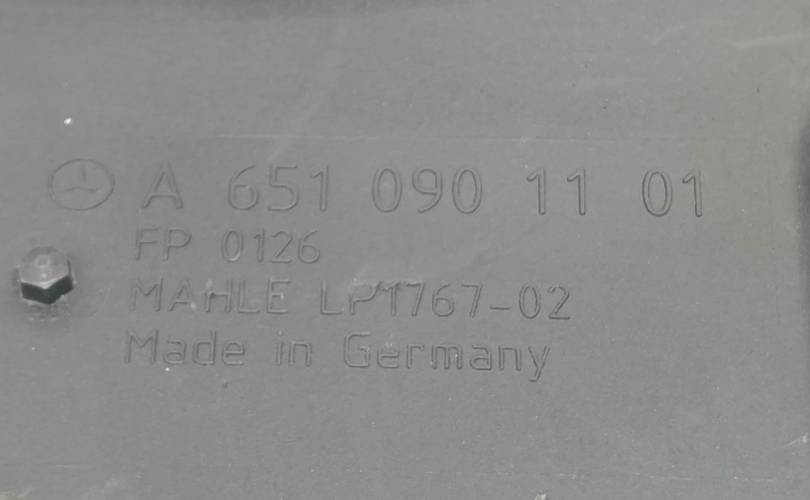 A 651 090 11 01
FP 0126
MAHLE LP1767-02
Made in Germany